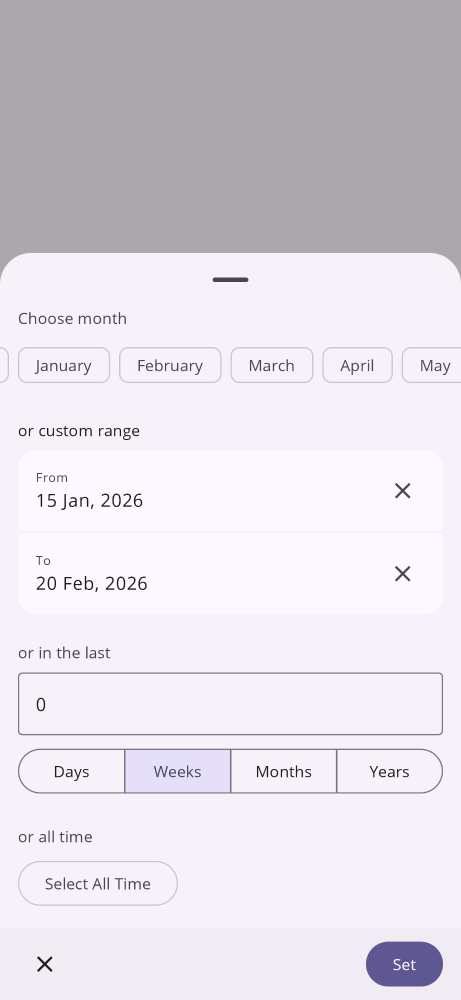 Choose month
January February March April May
or custom range
From
15 Jan, 2026
To
20 Feb, 2026
or in the last
0
Days Weeks Months Years
or all time
Select All Time
Set